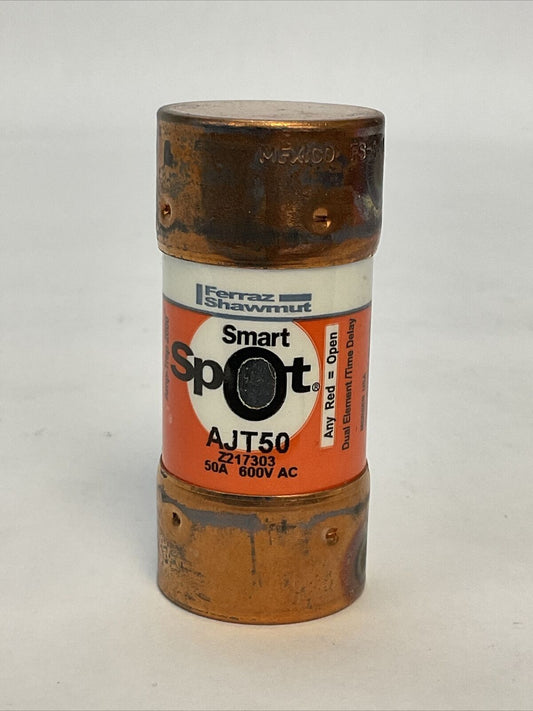 MEXICO
Ferraz
Shawmut
Smart
Spot®
AJT50
Z217303
50A 600V AC
Any Red = Open
Dual Element/Time Delay